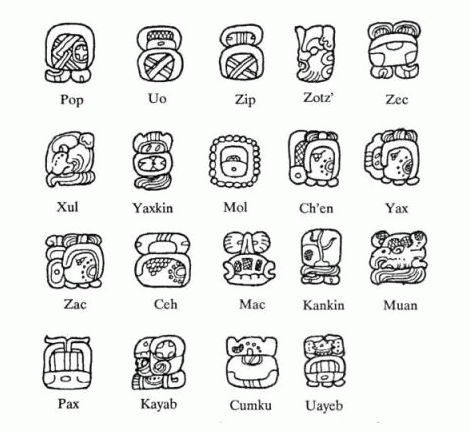 Pop Uo Zip Zotz' Zec
Xul Yaxkin Mol Ch'en Yax
Zac Ceh Mac Kankin Muan
Pax Kayab Cumku Uayeb